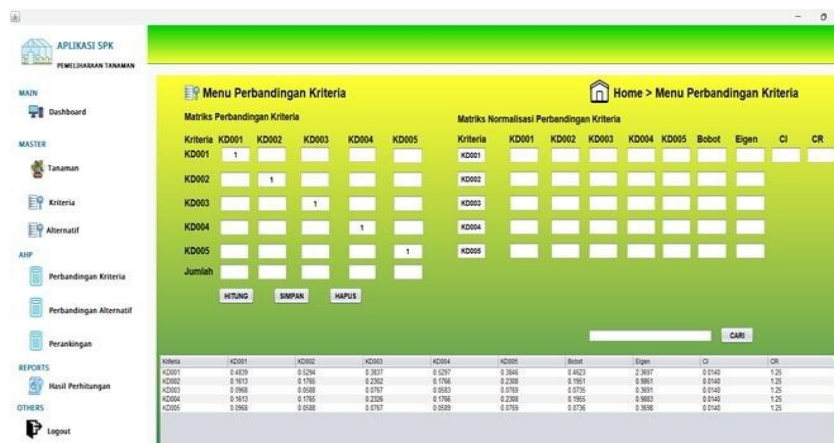 APLIKASI SPK
PEMELIHARAAN TANAMAN
MAIN
Dashboard
MASTER
Tanaman
Kriteria
Alternatif
AHP
Perbandingan Kriteria
Perbandingan Alternatif
Perankingan
REPORTS
Hasil Perhitungan
OTHERS
Logout
Menu Perbandingan Kriteria
Home > Menu Perbandingan Kriteria
Matriks Perbandingan Kriteria
Kriteria KD001 KD002 KD003 KD004 KD005
KD001 1
KD002 1
KD003 1
KD004 1
KD005 1
Jumlah
HITUNG SIMPAN HAPUS
Matriks Normalisasi Perbandingan Kriteria
Kriteria KD001 KD002 KD003 KD004 KD005 Bobot Eigen CI CR
KD001
KD002
KD003
KD004
KD005
CARI
Kriteria KD001 KD002 KD003 KD004 KD005 Bobot Eigen CI CR
KD001 0.4839 0.5294 0.3837 0.5297 0.3846 0.4623 2.3697 0.0140 1.25
KD002 0.1613 0.1765 0.2302 0.1766 0.2308 0.1951 0.9861 0.0140 1.25
KD003 0.0968 0.0588 0.0767 0.0583 0.0769 0.0735 0.3691 0.0140 1.25
KD004 0.1613 0.1765 0.2326 0.1766 0.2308 0.1955 0.9883 0.0140 1.25
KD005 0.0968 0.0588 0.0767 0.0589 0.0769 0.0736 0.3698 0.0140 1.25